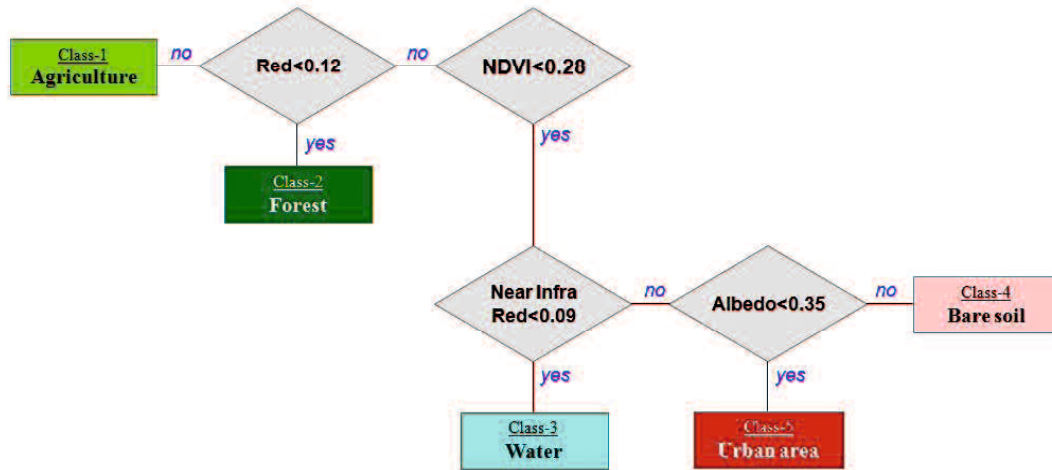 Class-1
Agriculture
no
Red<0.12
no
NDVI<0.28
yes
Class-2
Forest
yes
Near Infra
Red<0.09
no
Albedo<0.35
no
Class-4
Bare soil
yes
Class-3
Water
yes
Class-5
Urban area